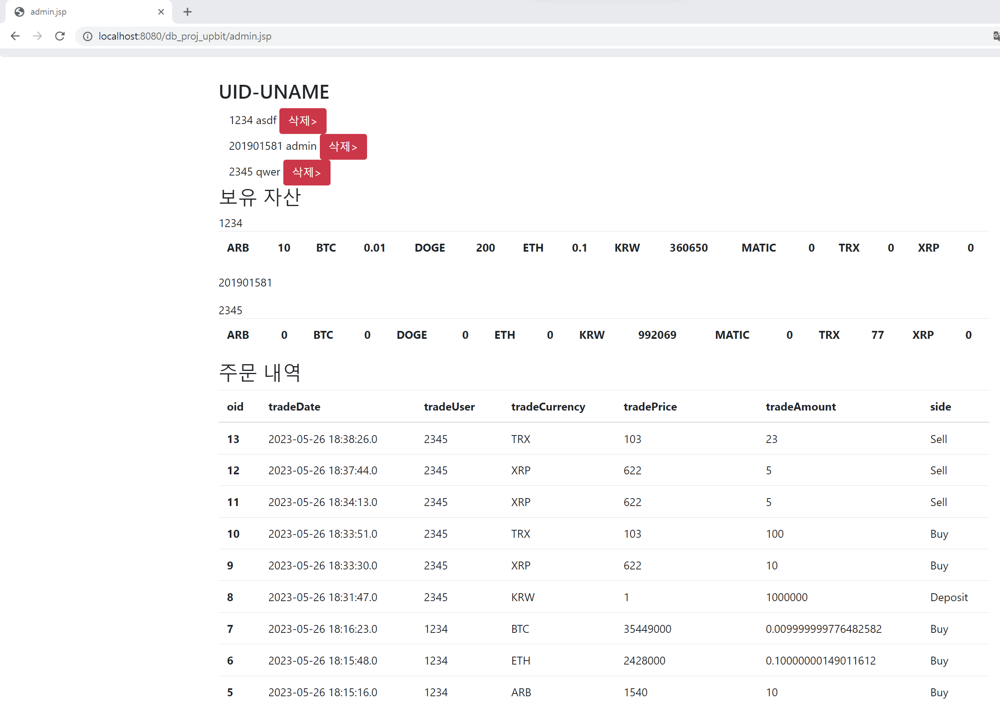 admin.jsp
localhost:8080/db_proj_upbit/admin.jsp
UID-UNAME
1234 asdf 삭제>
201901581 admin 삭제>
2345 qwer 삭제>
보유 자산
1234
ARB 10 BTC 0.01 DOGE 200 ETH 0.1 KRW 360650 MATIC 0 TRX 0 XRP 0
201901581
2345
ARB 0 BTC 0 DOGE 0 ETH 0 KRW 992069 MATIC 0 TRX 77 XRP 0
주문 내역
oid tradeDate tradeUser tradeCurrency tradePrice tradeAmount side
13 2023-05-26 18:38:26.0 2345 TRX 103 23 Sell
12 2023-05-26 18:37:44.0 2345 XRP 622 5 Sell
11 2023-05-26 18:34:13.0 2345 XRP 622 5 Sell
10 2023-05-26 18:33:51.0 2345 TRX 103 100 Buy
9 2023-05-26 18:33:30.0 2345 XRP 622 10 Buy
8 2023-05-26 18:31:47.0 2345 KRW 1 1000000 Deposit
7 2023-05-26 18:16:23.0 1234 BTC 35449000 0.009999999776482582 Buy
6 2023-05-26 18:15:48.0 1234 ETH 2428000 0.10000000149011612 Buy
5 2023-05-26 18:15:16.0 1234 ARB 1540 10 Buy